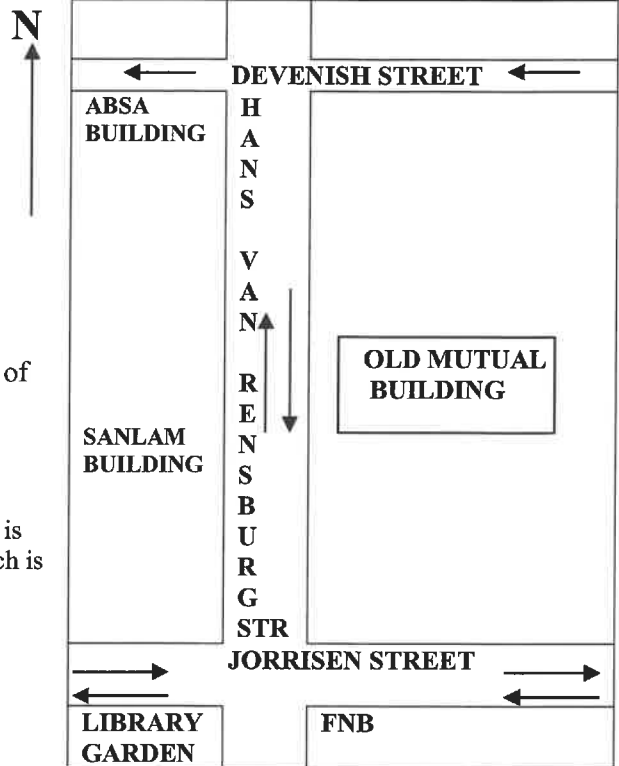 N
DEVENISH STREET
ABSA
BUILDING
H
A
N
S
V
A
N
R
E
N
S
B
U
R
G
STR
OLD MUTUAL
BUILDING
SANLAM
BUILDING
of
is
ch is
JORRISEN STREET
LIBRARY
GARDEN
FNB